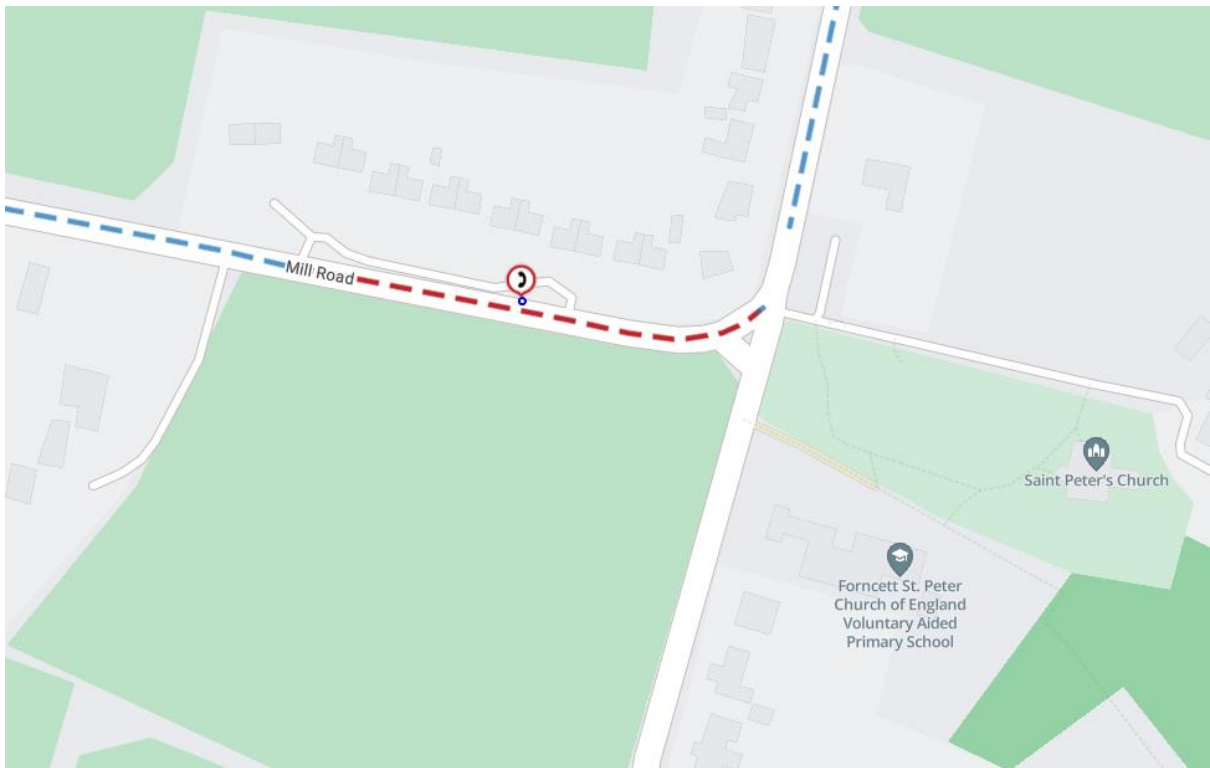 Mill Road
Saint Peter's Church
Forncett St. Peter
Church of England
Voluntary Aided
Primary School